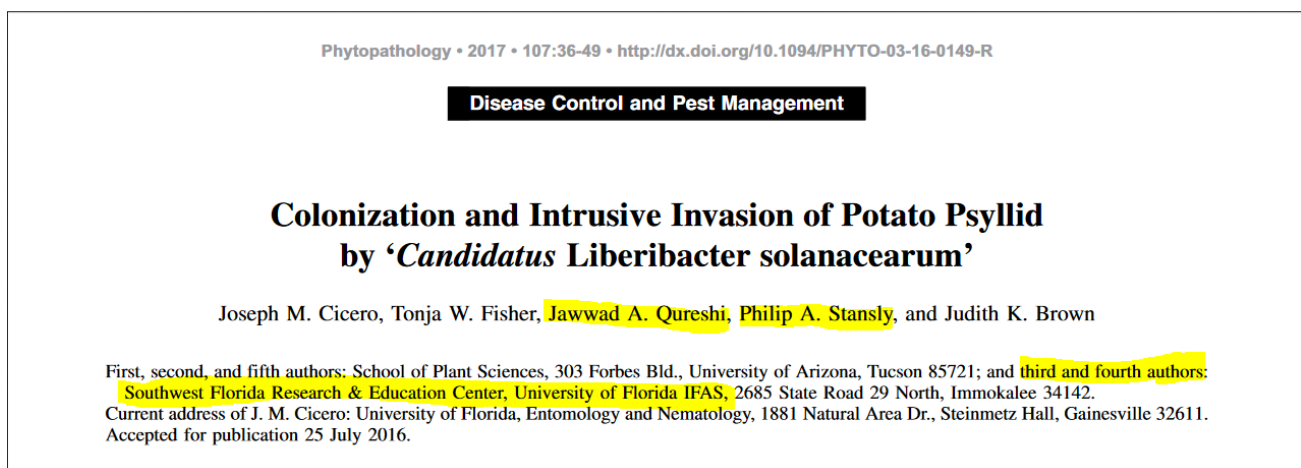 Phytopathology • 2017 • 107:36-49 • http://dx.doi.org/10.1094/PHYTO-03-16-0149-R
Disease Control and Pest Management
Colonization and Intrusive Invasion of Potato Psyllid
by ‘Candidatus Liberibacter solanacearum’
Joseph M. Cicero, Tonja W. Fisher, Jawwad A. Qureshi, Philip A. Stansly, and Judith K. Brown
First, second, and fifth authors: School of Plant Sciences, 303 Forbes Bld., University of Arizona, Tucson 85721; and third and fourth authors:
Southwest Florida Research & Education Center, University of Florida IFAS, 2685 State Road 29 North, Immokalee 34142.
Current address of J. M. Cicero: University of Florida, Entomology and Nematology, 1881 Natural Area Dr., Steinmetz Hall, Gainesville 32611.
Accepted for publication 25 July 2016.